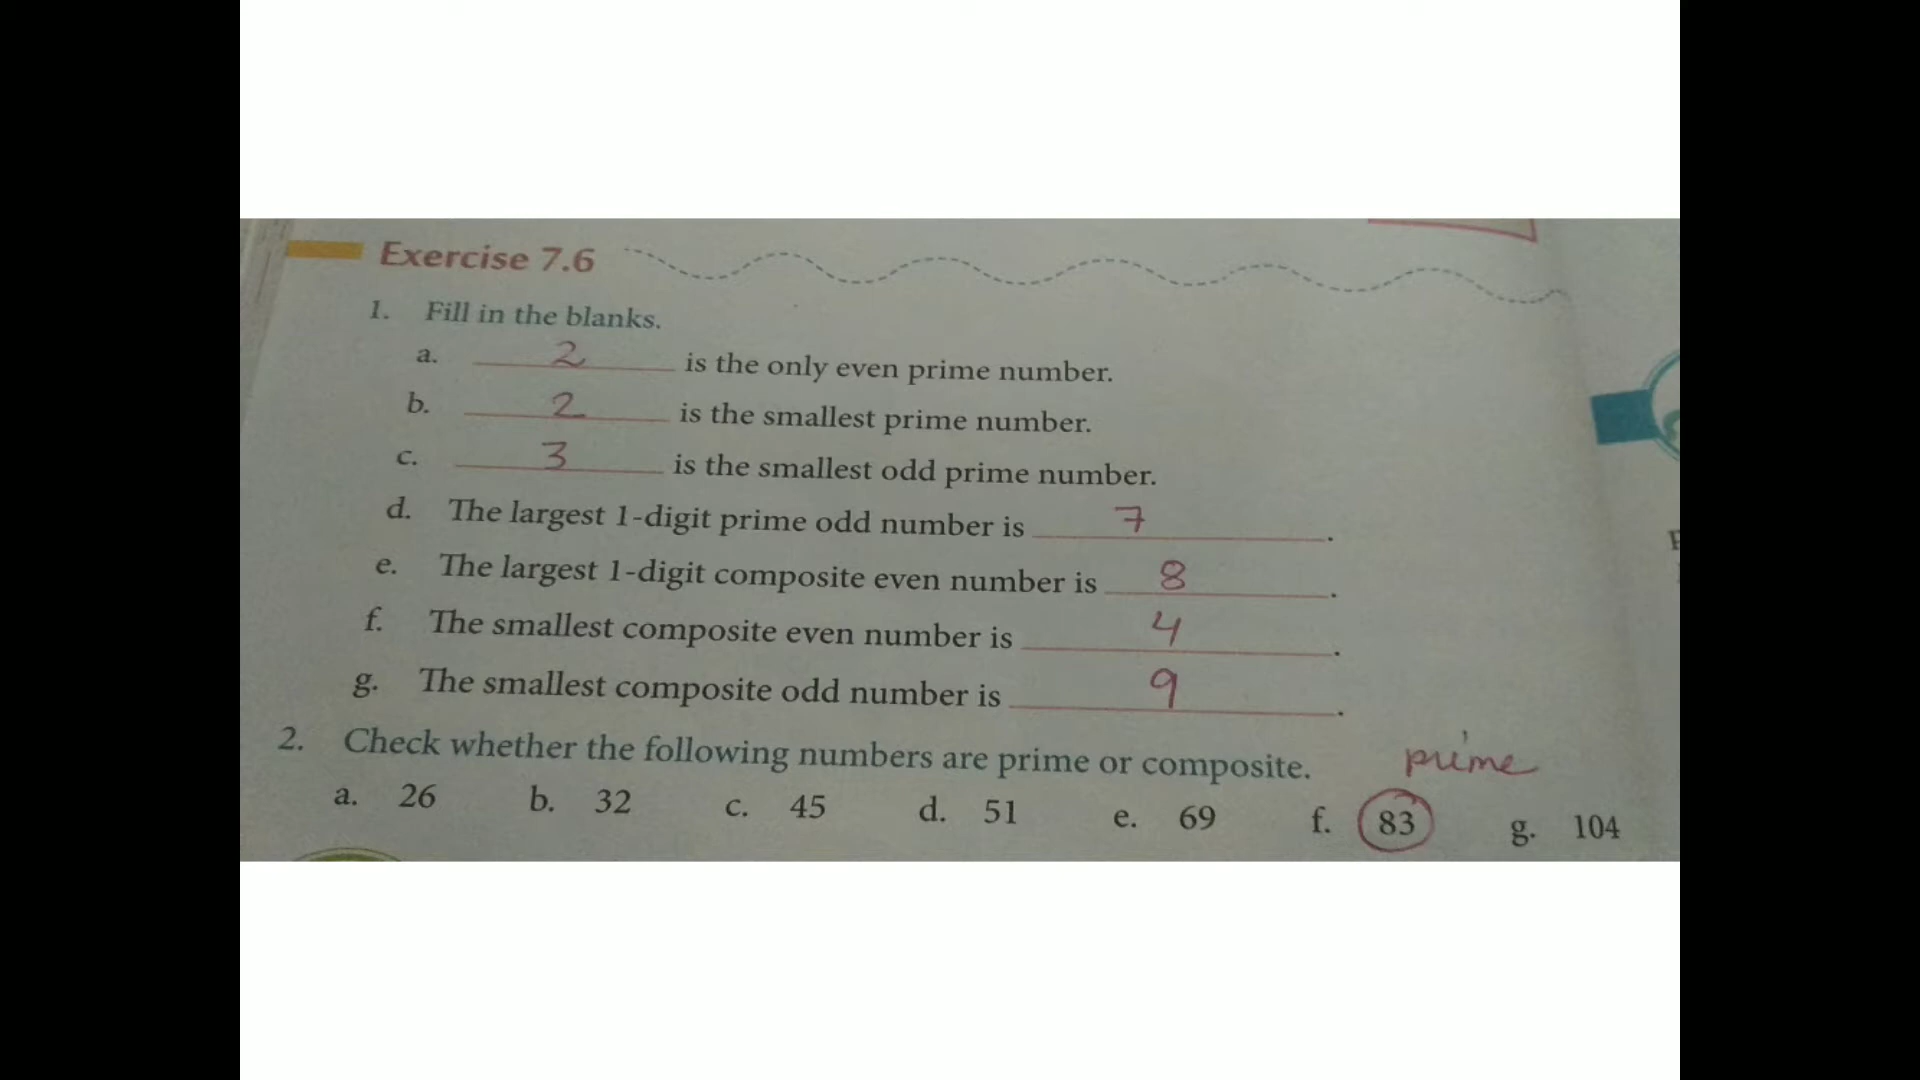 Exercise 7.6
1. Fill in the blanks.
a. 2 is the only even prime number.
b. 2 is the smallest prime number.
c. 3 is the smallest odd prime number.
d. The largest 1-digit prime odd number is 7.
e. The largest 1-digit composite even number is 8.
f. The smallest composite even number is 4.
g. The smallest composite odd number is 9.
2. Check whether the following numbers are prime or composite. prime
a. 26 b. 32 c. 45 d. 51 e. 69 f. 83 g. 104